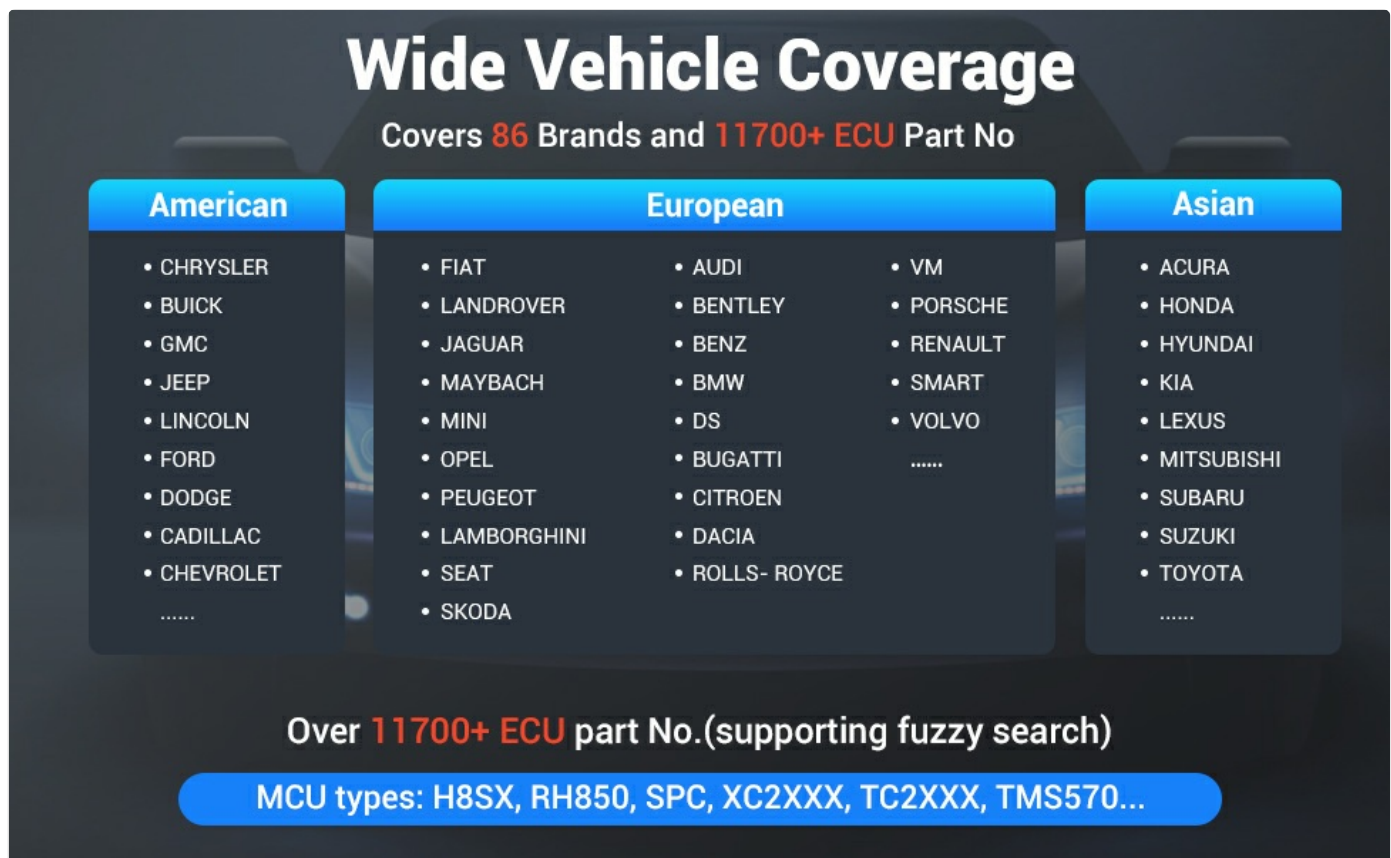 Wide Vehicle Coverage
Covers 86 Brands and 11700+ ECU Part No
American
• CHRYSLER
• BUICK
• GMC
• JEEP
• LINCOLN
• FORD
• DODGE
• CADILLAC
• CHEVROLET
......
European
• FIAT
• LANDROVER
• JAGUAR
• MAYBACH
• MINI
• OPEL
• PEUGEOT
• LAMBORGHINI
• SEAT
• SKODA
• AUDI
• BENTLEY
• BENZ
• BMW
• DS
• BUGATTI
• CITROEN
• DACIA
• ROLLS- ROYCE
• VM
• PORSCHE
• RENAULT
• SMART
• VOLVO
......
Asian
• ACURA
• HONDA
• HYUNDAI
• KIA
• LEXUS
• MITSUBISHI
• SUBARU
• SUZUKI
• TOYOTA
......
Over 11700+ ECU part No.(supporting fuzzy search)
MCU types: H8SX, RH850, SPC, XC2XXX, TC2XXX, TMS570...